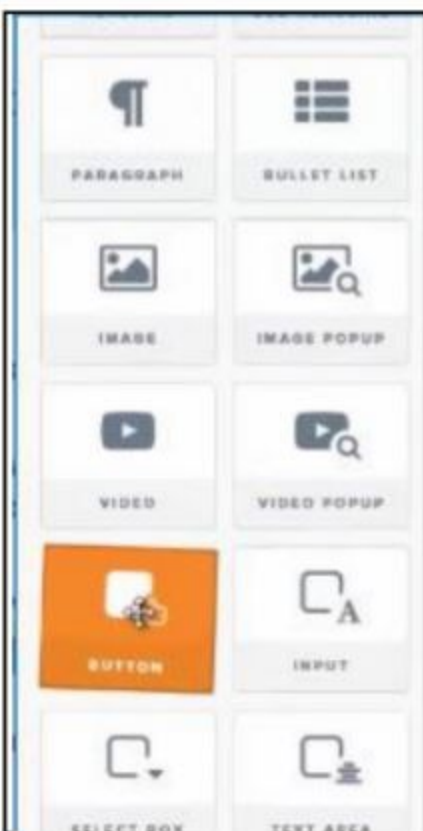 PARAGRAPH BULLET LIST
IMAGE IMAGE POPUP
VIDEO VIDEO POPUP
BUTTON INPUT
SELECT BOX TEXT AREA